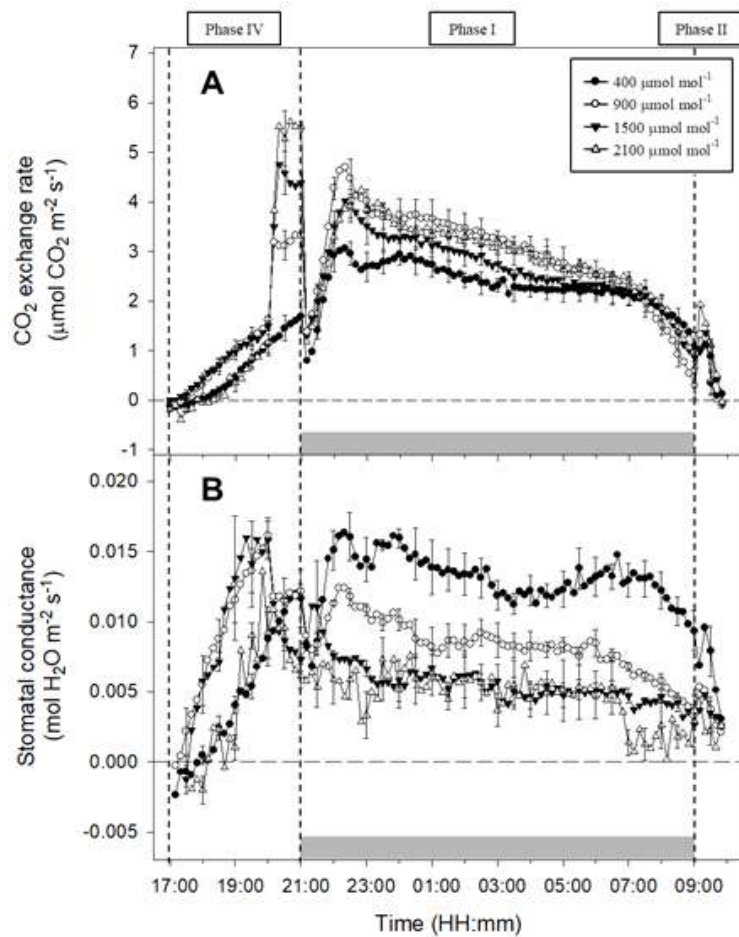 Phase IV
Phase I
Phase II
A
400 μmol mol⁻¹
900 μmol mol⁻¹
1500 μmol mol⁻¹
2100 μmol mol⁻¹
CO₂ exchange rate
(μmol CO₂ m⁻² s⁻¹)
7
6
5
4
3
2
1
0
-1
B
Stomatal conductance
(mol H₂O m⁻² s⁻¹)
0.020
0.015
0.010
0.005
0.000
-0.005
17:00 19:00 21:00 23:00 01:00 03:00 05:00 07:00 09:00
Time (HH:mm)